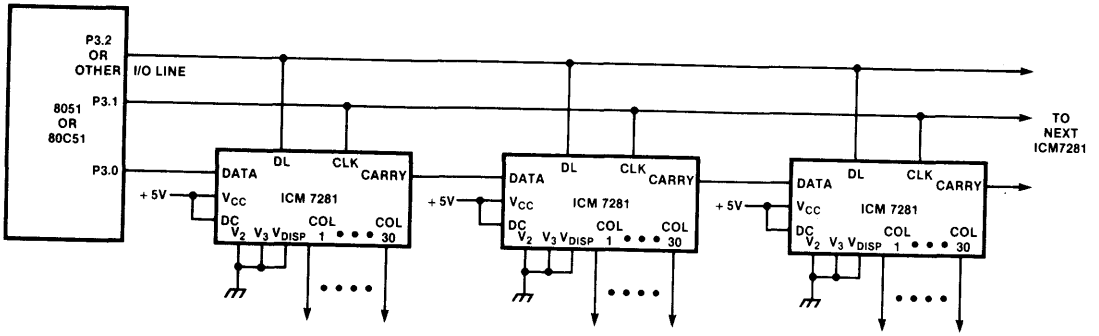 P3.2
OR
OTHER I/O LINE
8051
OR
80C51
P3.1
P3.0
TO
NEXT
ICM7281
DL CLK
DATA CARRY
+5V VCC ICM 7281
DC COL COL
V2 V3 VDISP 1 •••• 30
••••
DL CLK
DATA CARRY
+5V VCC ICM 7281
DC COL COL
V2 V3 VDISP 1 •••• 30
••••
DL CLK
DATA CARRY
+5V VCC ICM 7281
DC COL COL
V2 V3 VDISP 1 ••• 30
••••